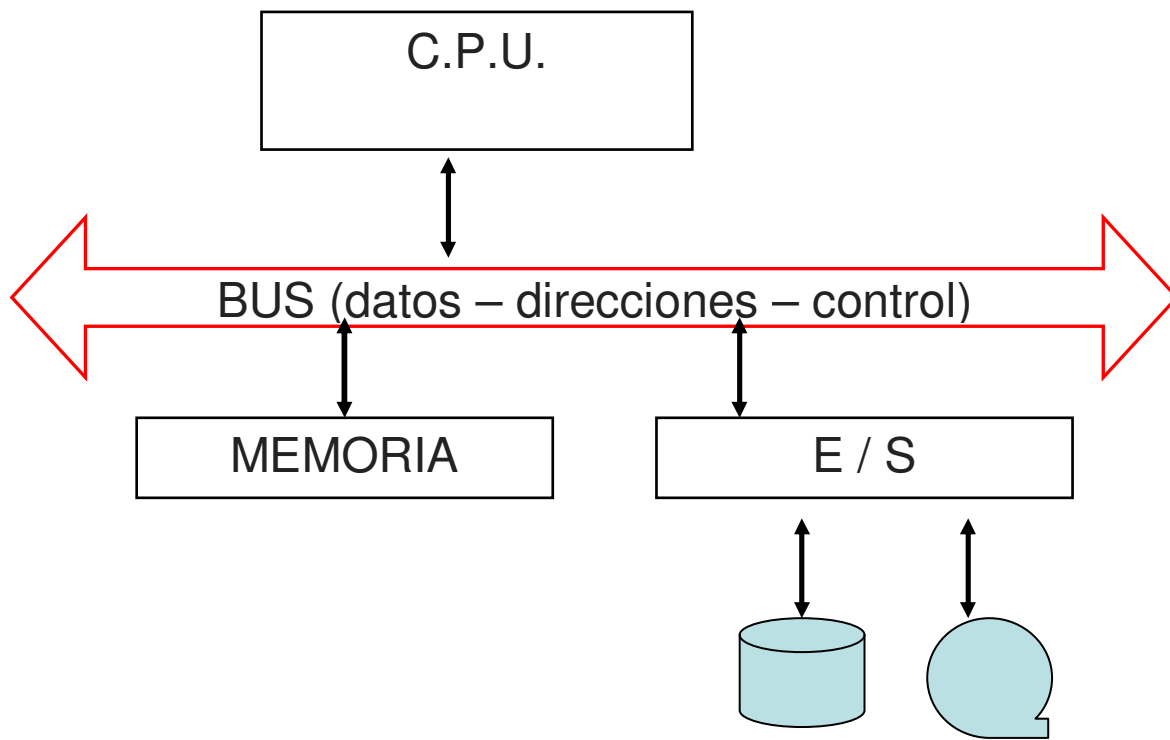 C.P.U.
BUS (datos – direcciones – control)
MEMORIA
E / S